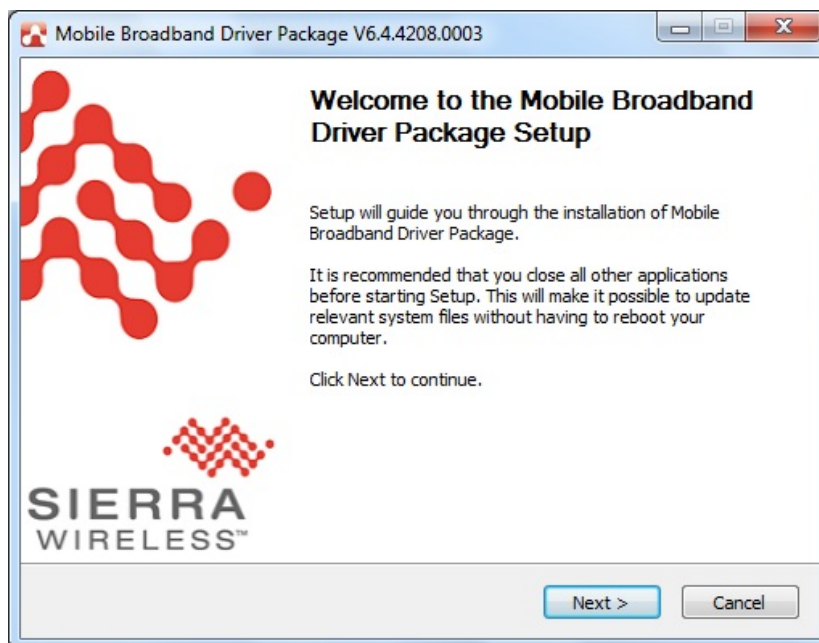 Mobile Broadband Driver Package V6.4.4208.0003
Welcome to the Mobile Broadband
Driver Package Setup
Setup will guide you through the installation of Mobile
Broadband Driver Package.
It is recommended that you close all other applications
before starting Setup. This will make it possible to update
relevant system files without having to reboot your
computer.
Click Next to continue.
SIERRA
WIRELESS™
Next >
Cancel